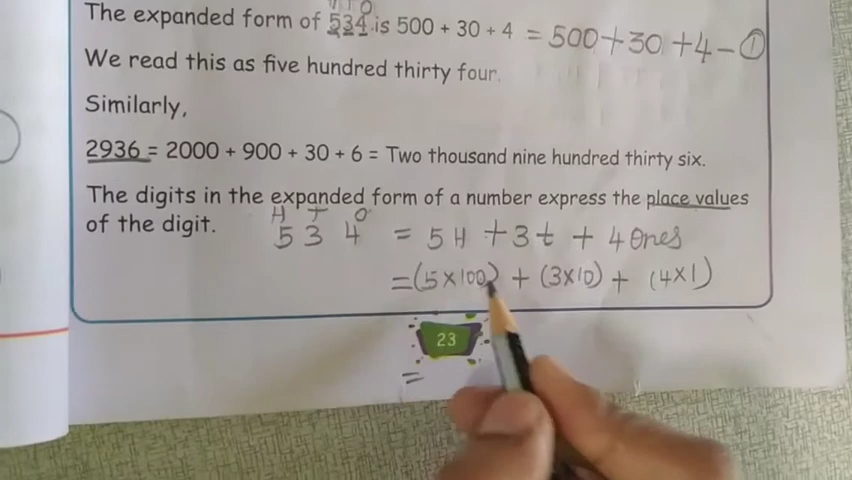 H T O
The expanded form of 534 is 500 + 30 + 4 = 500 + 30 + 4 - ①
We read this as five hundred thirty four.
Similarly,
2936 = 2000 + 900 + 30 + 6 = Two thousand nine hundred thirty six.
The digits in the expanded form of a number express the place values
of the digit.
H T O
5 3 4 = 5 H + 3 t + 4 Ones
= (5 × 100) + (3 × 10) + (4 × 1)
23
=